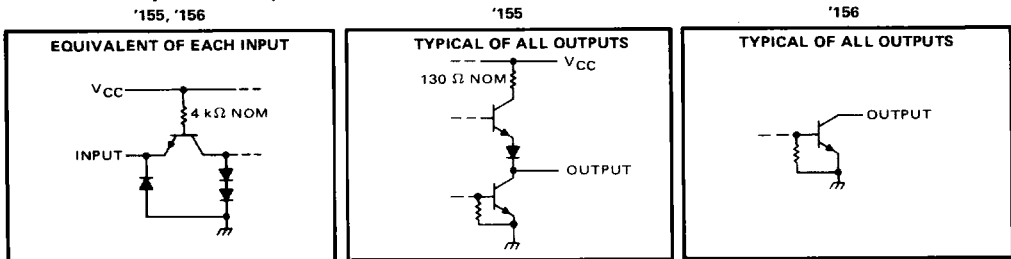 '155, '156
EQUIVALENT OF EACH INPUT
VCC
4 kΩ NOM
INPUT
'155
TYPICAL OF ALL OUTPUTS
VCC
130 Ω NOM
OUTPUT
'156
TYPICAL OF ALL OUTPUTS
OUTPUT